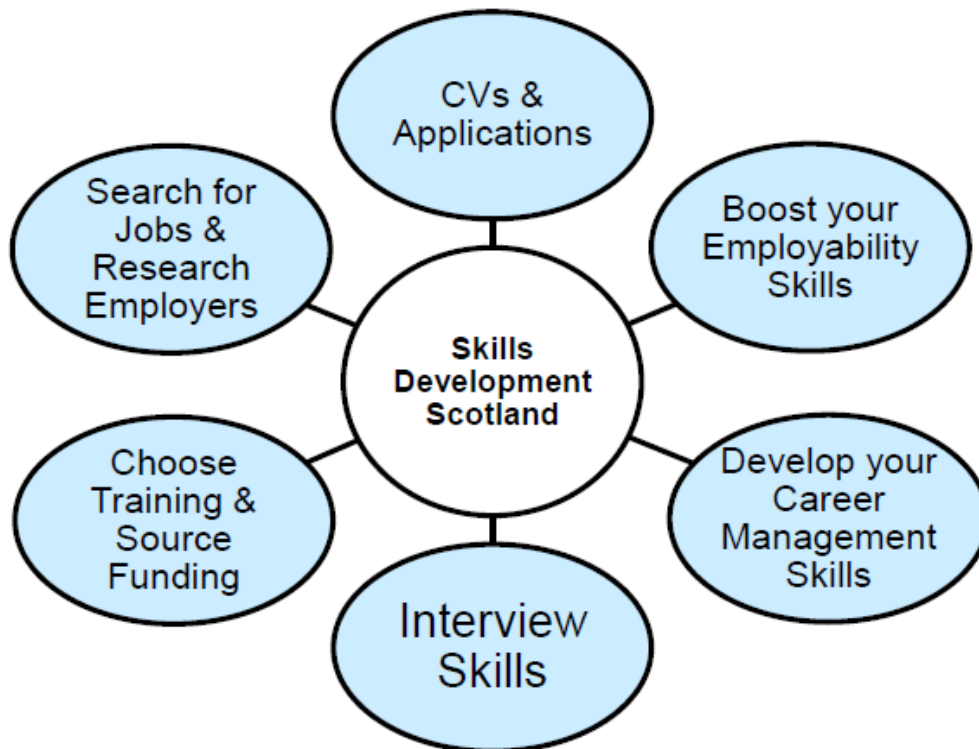 CVs &
Applications
Boost your
Employability
Skills
Develop your
Career
Management
Skills
Interview
Skills
Choose
Training &
Source
Funding
Search for
Jobs &
Research
Employers
Skills
Development
Scotland